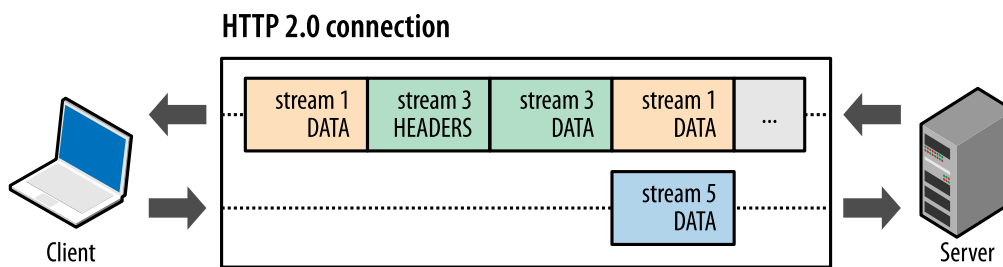 HTTP 2.0 connection
stream 1
DATA
stream 3
HEADERS
stream 3
DATA
stream 1
DATA
...
stream 5
DATA
Client
Server